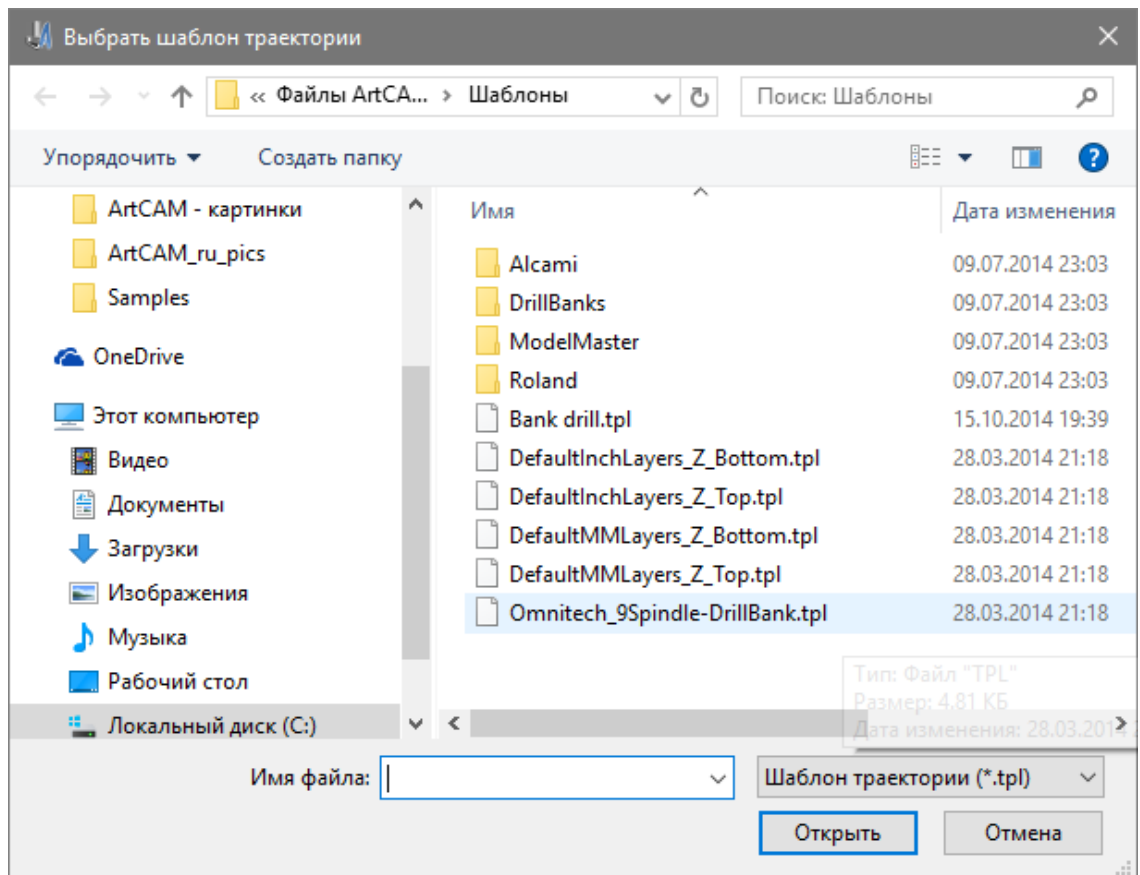 Выбрать шаблон траектории
« Файлы ArtCA... › Шаблоны
Поиск: Шаблоны
Упорядочить
Создать папку
?
ArtCAM - картинки
ArtCAM_ru_pics
Samples
OneDrive
Этот компьютер
Видео
Документы
Загрузки
Изображения
Музыка
Рабочий стол
Локальный диск (C:)
Имя Дата изменения
Alcami 09.07.2014 23:03
DrillBanks 09.07.2014 23:03
ModelMaster 09.07.2014 23:03
Roland 09.07.2014 23:03
Bank drill.tpl 15.10.2014 19:39
DefaultInchLayers_Z_Bottom.tpl 28.03.2014 21:18
DefaultInchLayers_Z_Top.tpl 28.03.2014 21:18
DefaultMMLayers_Z_Bottom.tpl 28.03.2014 21:18
DefaultMMLayers_Z_Top.tpl 28.03.2014 21:18
Omnitech_9Spindle-DrillBank.tpl 28.03.2014 21:18
Тип: Файл "TPL"
Размер: 4,81 КБ
Дата изменения: 28.03.2014
Имя файла:
Шаблон траектории (*.tpl)
Открыть
Отмена